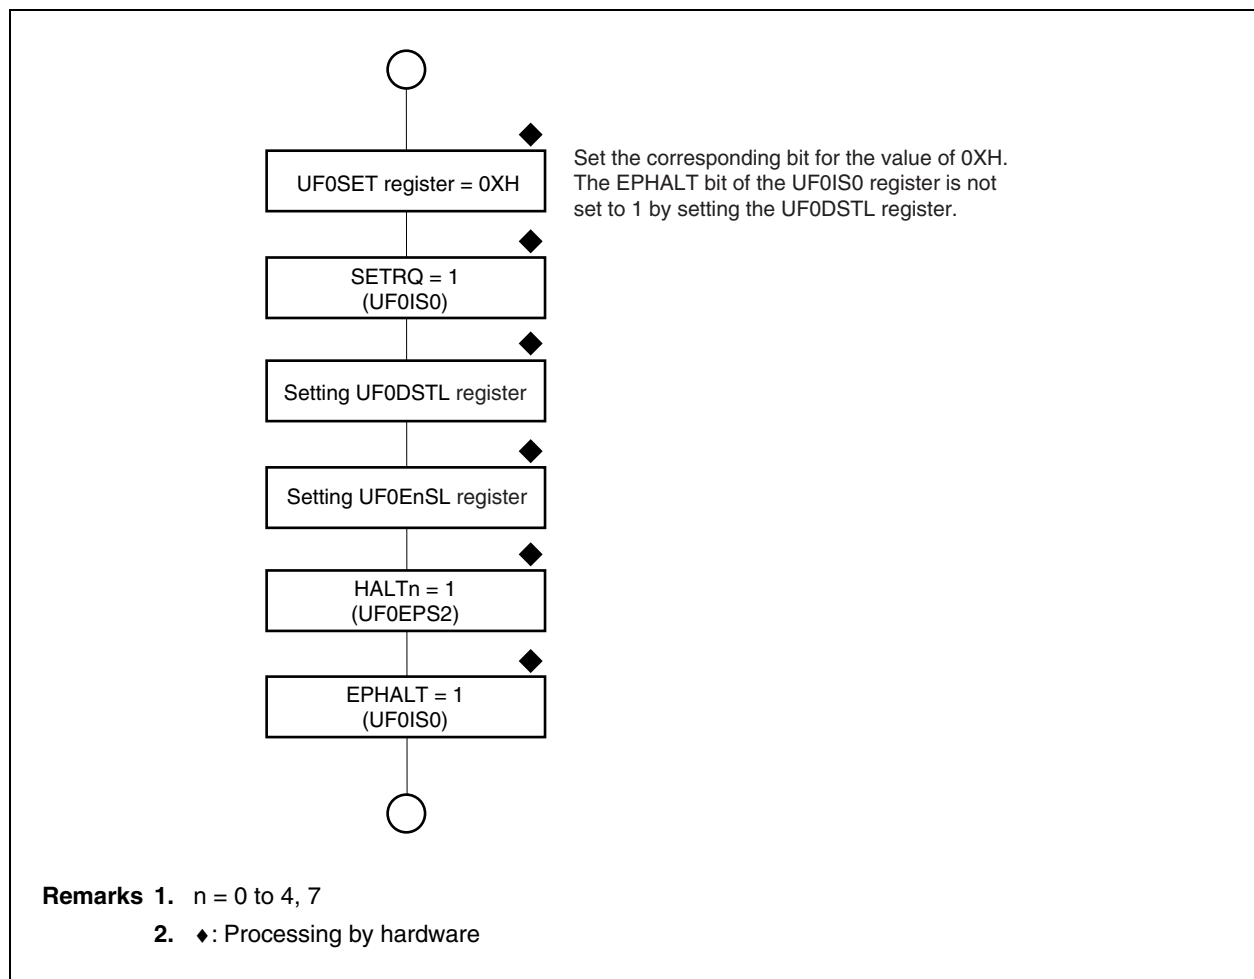 UF0SET register = 0XH
Set the corresponding bit for the value of 0XH.
The EPHALT bit of the UF0IS0 register is not
set to 1 by setting the UF0DSTL register.
SETRQ = 1
(UF0IS0)
Setting UF0DSTL register
Setting UF0EnSL register
HALTn = 1
(UF0EPS2)
EPHALT = 1
(UF0IS0)
Remarks 1. n = 0 to 4, 7
2. ♦: Processing by hardware